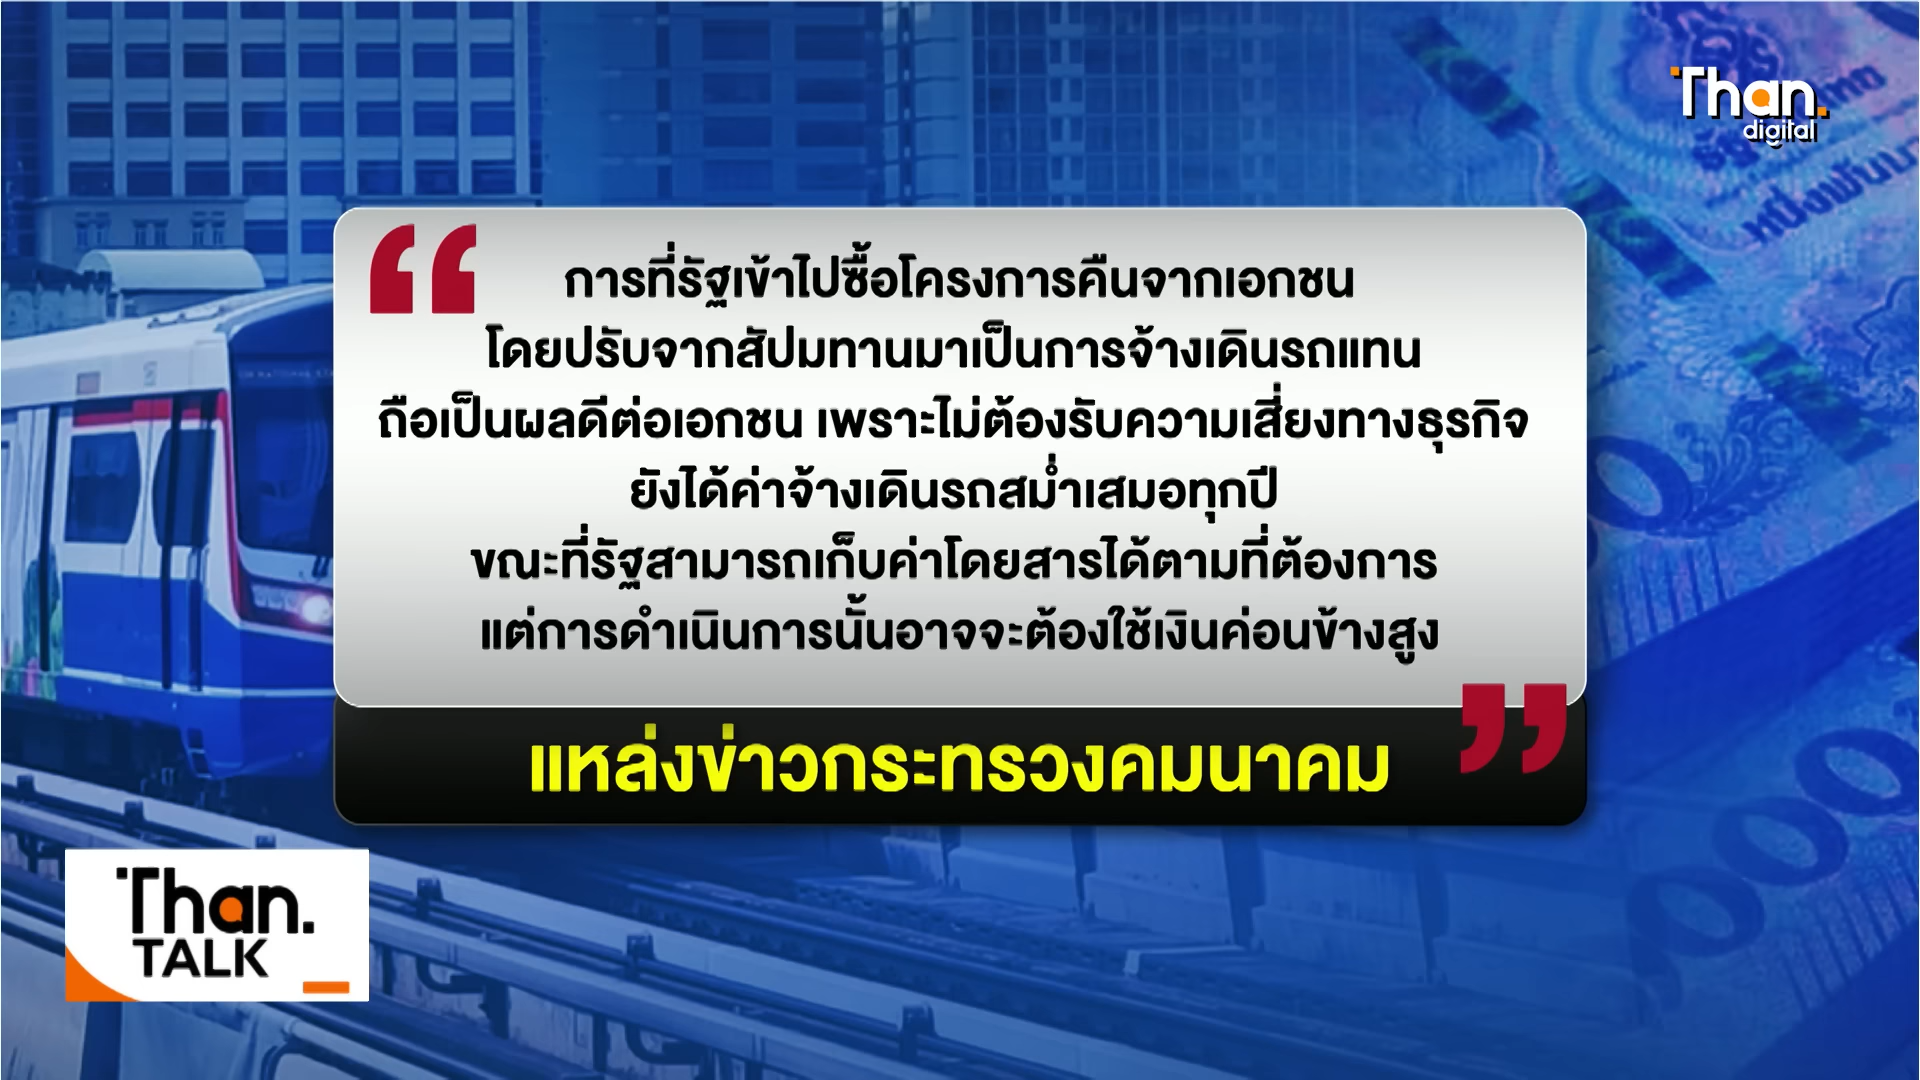 Than.
digital
การที่รัฐเข้าไปซื้อโครงการคืนจากเอกชน
โดยปรับจากสัปมทานมาเป็นการจ้างเดินรถแทน
ถือเป็นผลดีต่อเอกชน เพราะไม่ต้องรับความเสี่ยงทางธุรกิจ
ยังได้ค่าจ้างเดินรถสม่ำเสมอทุกปี
ขณะที่รัฐสามารถเก็บค่าโดยสารได้ตามที่ต้องการ
แต่การดำเนินการนั้นอาจจะต้องใช้เงินค่อนข้างสูง
แหล่งข่าวกระทรวงคมนาคม
Than.
TALK